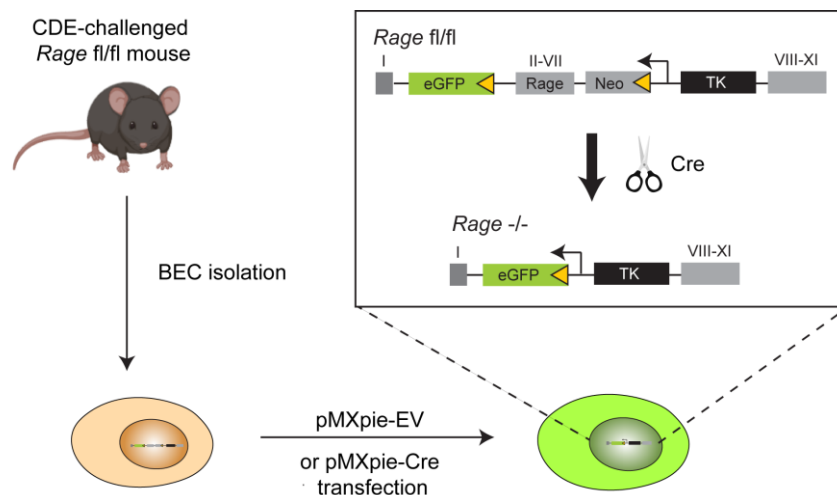 CDE-challenged
Rage fl/fl mouse
BEC isolation
Rage fl/fl
I
II-VII
VIII-XI
eGFP
Rage
Neo
TK
Cre
Rage -/-
I
VIII-XI
eGFP
TK
pMXpie-EV
or pMXpie-Cre
transfection